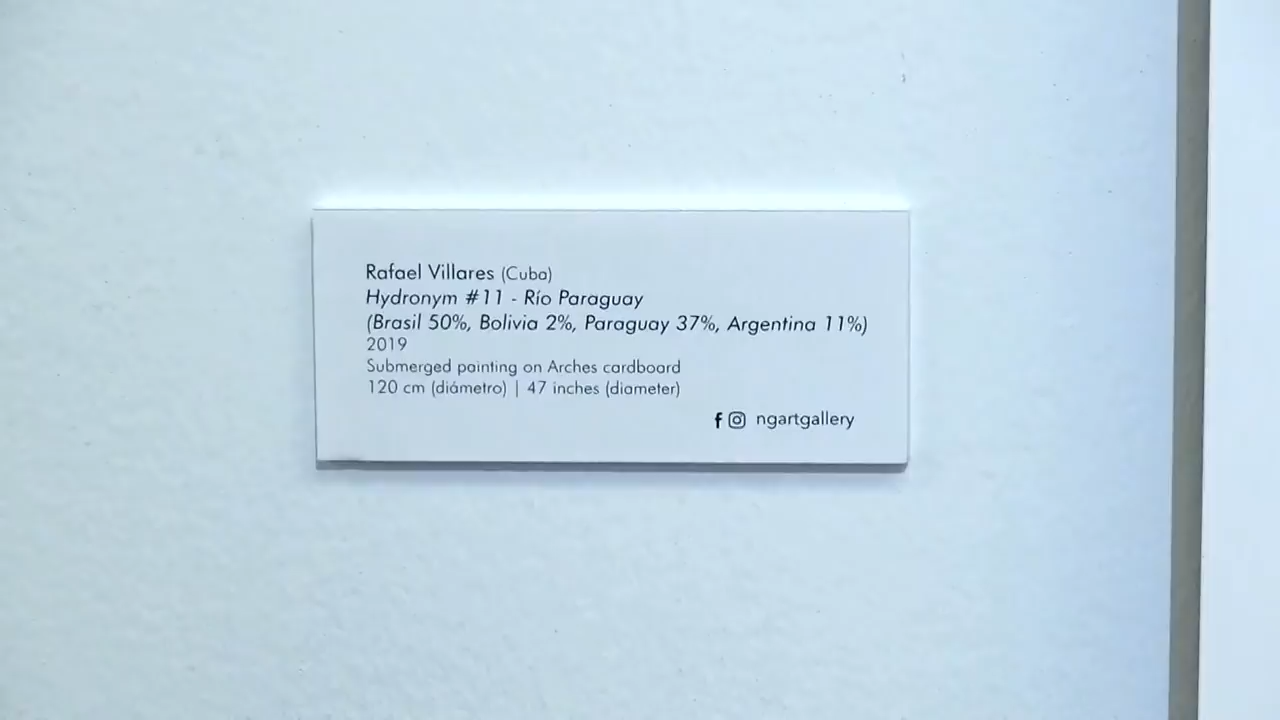 Rafael Villares (Cuba)
Hydronym #11 - Río Paraguay
(Brasil 50%, Bolivia 2%, Paraguay 37%, Argentina 11%)
2019
Submerged painting on Arches cardboard
120 cm (diámetro) | 47 inches (diameter)
ngartgallery